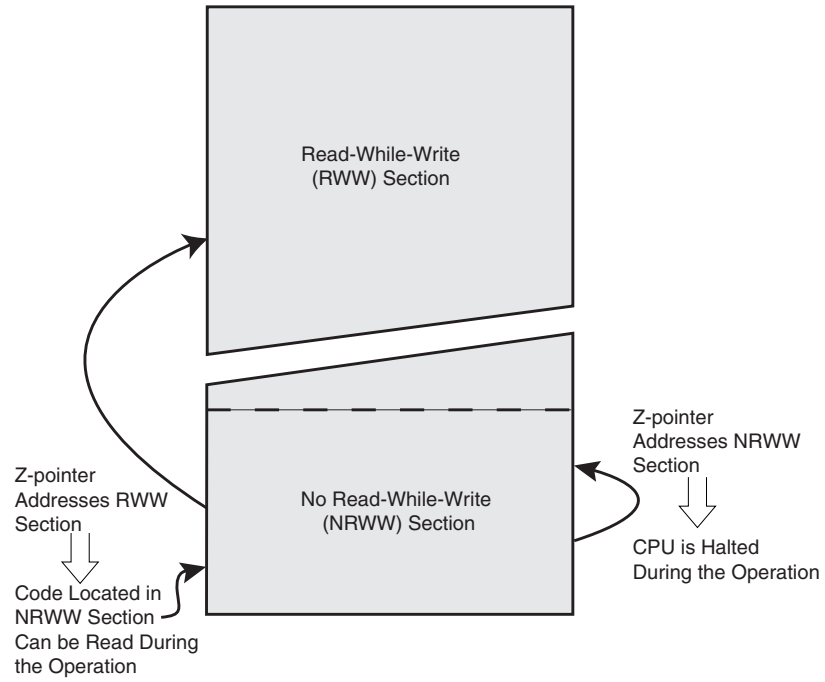 Read-While-Write
(RWW) Section
Z-pointer
Addresses NRWW
Section
Z-pointer
Addresses RWW
Section
No Read-While-Write
(NRWW) Section
CPU is Halted
During the Operation
Code Located in
NRWW Section
Can be Read During
the Operation